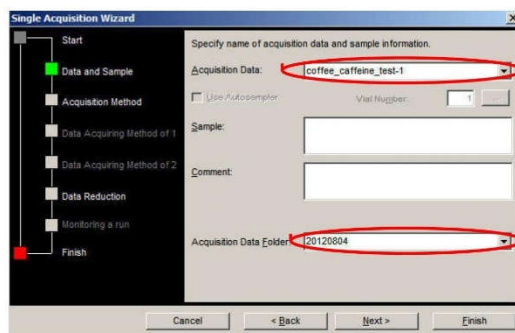 Single Acquisition Wizard
Start
Data and Sample
Acquisition Method
Data Acquiring Method of 1
Data Acquiring Method of 2
Data Reduction
Monitoring a run
Finish
Specify name of acquisition data and sample information.
Acquisition Data: coffee_caffeine_test-1
Use Autosampler Vial Number: 1 ...
Sample:
Comment:
Acquisition Data Folder: 20120804
Cancel < Back Next > Finish